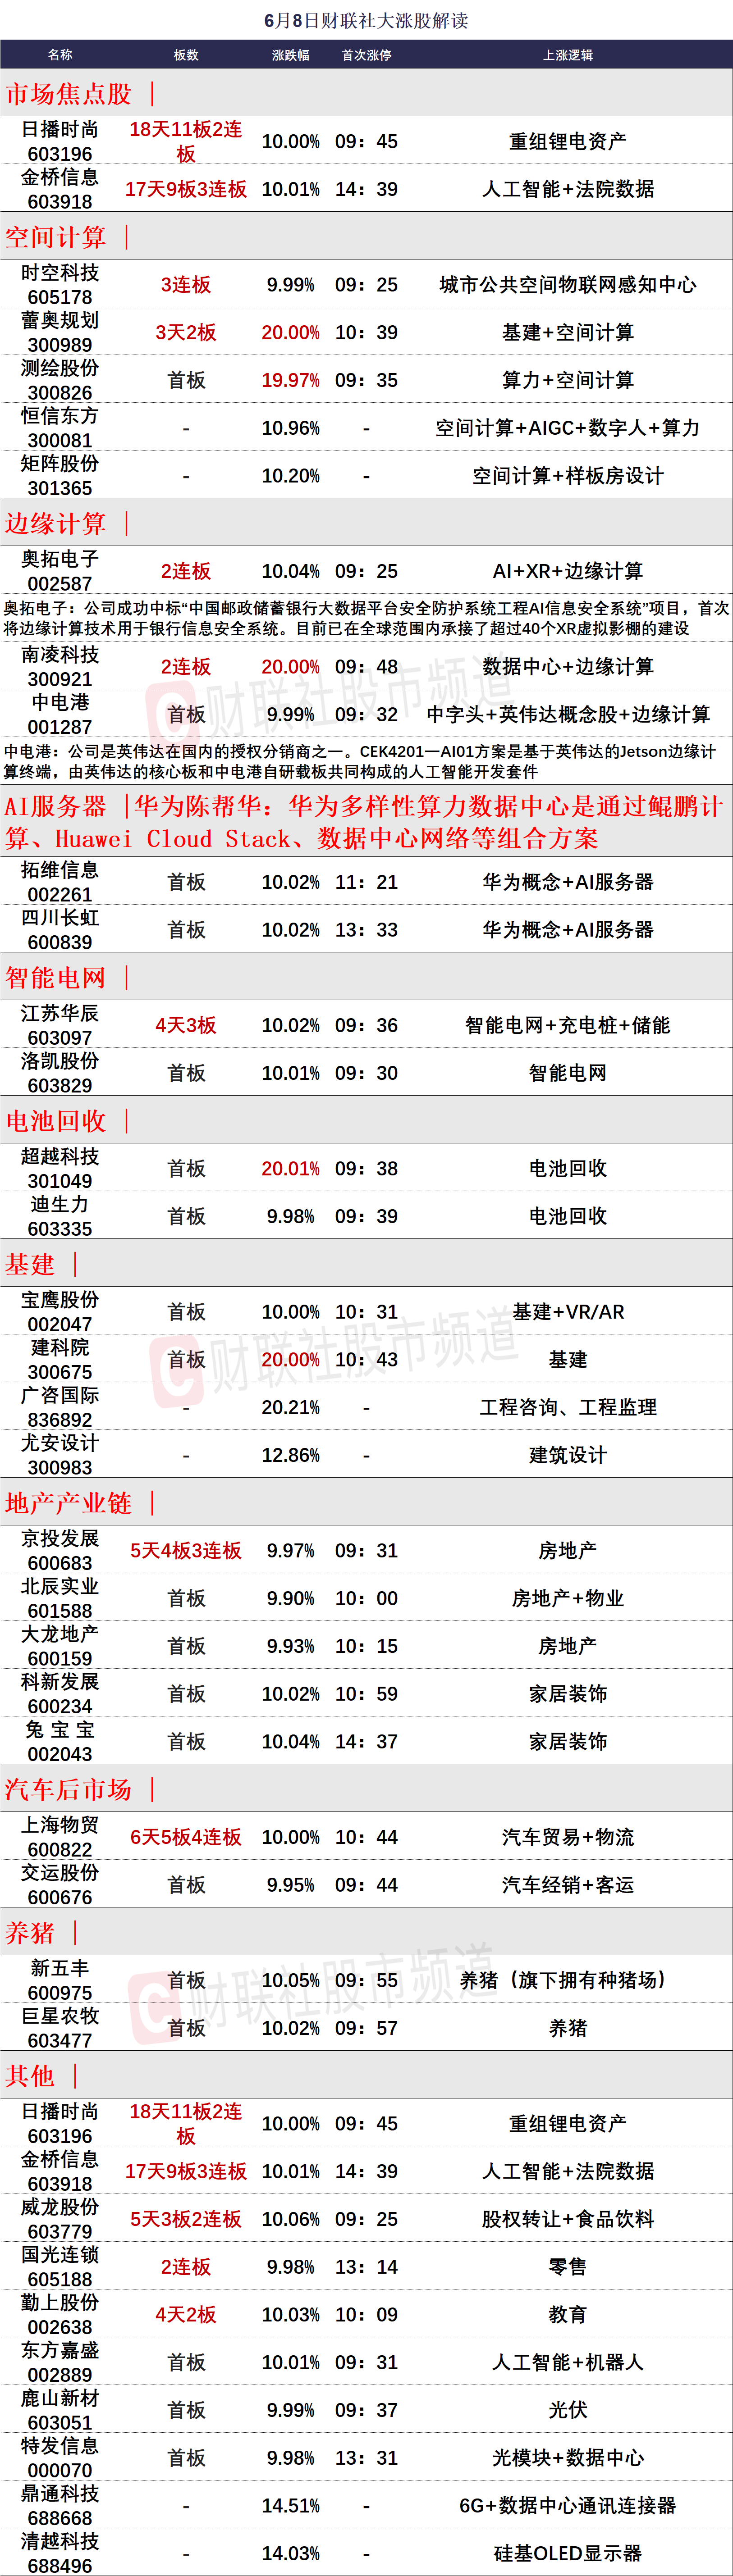 6月8日财联社大涨股解读
名称 板数 涨跌幅 首次涨停 上涨逻辑
市场焦点股 |
日播时尚 18天11板2连 10.00% 09：45 重组锂电资产
603196 板
金桥信息 17天9板3连板 10.01% 14：39 人工智能+法院数据
603918
空间计算 |
时空科技 3连板 9.99% 09：25 城市公共空间物联网感知中心
605178
蕾奥规划 3天2板 20.00% 10：39 基建+空间计算
300989
测绘股份 首板 19.97% 09：35 算力+空间计算
300826
恒信东方 - 10.96% - 空间计算+AIGC+数字人+算力
300081
矩阵股份 - 10.20% - 空间计算+样板房设计
301365
边缘计算 |
奥拓电子 2连板 10.04% 09：25 AI+XR+边缘计算
002587
奥拓电子：公司成功中标“中国邮政储蓄银行大数据平台安全防护系统工程AI信息安全系统”项目，首次
将边缘计算技术用于银行信息安全系统。目前已在全球范围内承接了超过40个XR虚拟影棚的建设
南凌科技 2连板 20.00% 09：48 数据中心+边缘计算
300921
中电港 首板 9.99% 09：32 中字头+英伟达概念股+边缘计算
001287
中电港：公司是英伟达在国内的授权分销商之一。CEK4201一AI01方案是基于英伟达的Jetson边缘计
算终端，由英伟达的核心板和中电港自研载板共同构成的人工智能开发套件
AI服务器 |华为陈帮华：华为多样性算力数据中心是通过鲲鹏计
算、Huawei Cloud Stack、数据中心网络等组合方案
拓维信息 首板 10.02% 11：21 华为概念+AI服务器
002261
四川长虹 首板 10.02% 13：33 华为概念+AI服务器
600839
智能电网 |
江苏华辰 4天3板 10.02% 09：36 智能电网+充电桩+储能
603097
洛凯股份 首板 10.01% 09：30 智能电网
603829
电池回收 |
超越科技 首板 20.01% 09：38 电池回收
301049
迪生力 首板 9.98% 09：39 电池回收
603335
基建 |
宝鹰股份 首板 10.00% 10：31 基建+VR/AR
002047
建科院 首板 20.00% 10：43 基建
300675
广咨国际 - 20.21% - 工程咨询、工程监理
836892
尤安设计 - 12.86% - 建筑设计
300983
地产产业链 |
京投发展 5天4板3连板 9.97% 09：31 房地产
600683
北辰实业 首板 9.90% 10：00 房地产+物业
601588
大龙地产 首板 9.93% 10：15 房地产
600159
科新发展 首板 10.02% 10：59 家居装饰
600234
兔 宝 宝 首板 10.04% 14：37 家居装饰
002043
汽车后市场 |
上海物贸 6天5板4连板 10.00% 10：44 汽车贸易+物流
600822
交运股份 首板 9.95% 09：44 汽车经销+客运
600676
养猪 |
新五丰 首板 10.05% 09：55 养猪（旗下拥有种猪场）
600975
巨星农牧 首板 10.02% 09：57 养猪
603477
其他 |
日播时尚 18天11板2连 10.00% 09：45 重组锂电资产
603196 板
金桥信息 17天9板3连板 10.01% 14：39 人工智能+法院数据
603918
威龙股份 5天3板2连板 10.06% 09：25 股权转让+食品饮料
603779
国光连锁 2连板 9.98% 13：14 零售
605188
勤上股份 4天2板 10.03% 10：09 教育
002638
东方嘉盛 首板 10.01% 09：31 人工智能+机器人
002889
鹿山新材 首板 9.99% 09：37 光伏
603051
特发信息 首板 9.98% 13：31 光模块+数据中心
000070
鼎通科技 - 14.51% - 6G+数据中心通讯连接器
688668
清越科技 - 14.03% - 硅基OLED显示器
688496
财联社股市频道
财联社股市频道
财联社股市频道